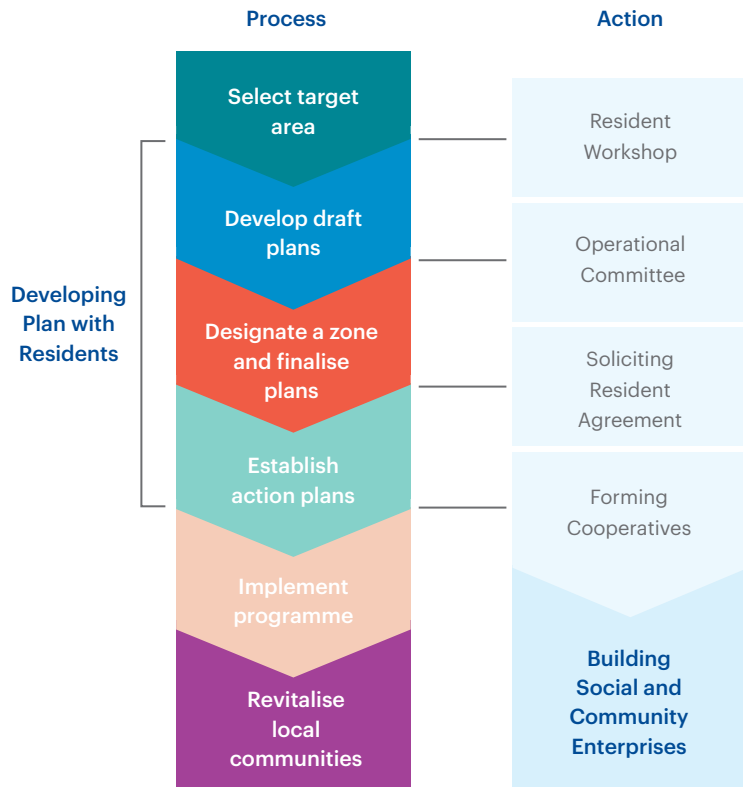 Process
Action
Select target
area
Resident
Workshop
Develop draft
plans
Operational
Committee
Developing
Plan with
Residents
Designate a zone
and finalise
plans
Soliciting
Resident
Agreement
Establish
action plans
Forming
Cooperatives
Implement
programme
Revitalise
local
communities
Building
Social and
Community
Enterprises